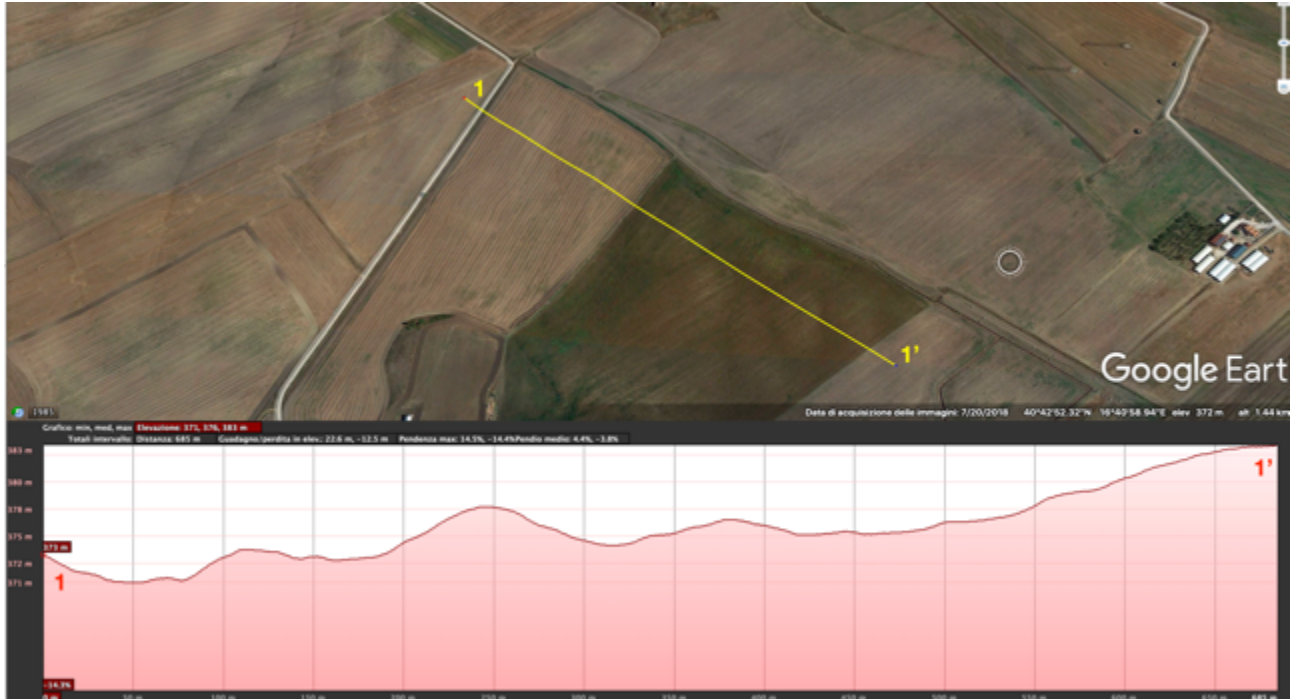 1
1'
Google Eart
1985
Data di acquisizione delle immagini: 7/20/2018 40°42'52.32"N 16°40'58.94"E elev 372 m alt 1.44 km
Grafico: min, med, max Elevazione: 371, 376, 383 m
Totali intervallo: Distanza: 685 m Guadagno/perdita in elev: 22.6 m, -12.5 m Pendenza max: 14.5%, -14.4% Pendio medio: 4.4%, -3.8%
383 m
380 m
378 m
375 m
373 m
372 m
371 m
1
1'
-14.3%
0 m 50 m 100 m 150 m 200 m 250 m 300 m 350 m 400 m 450 m 500 m 550 m 600 m 650 m 685 m